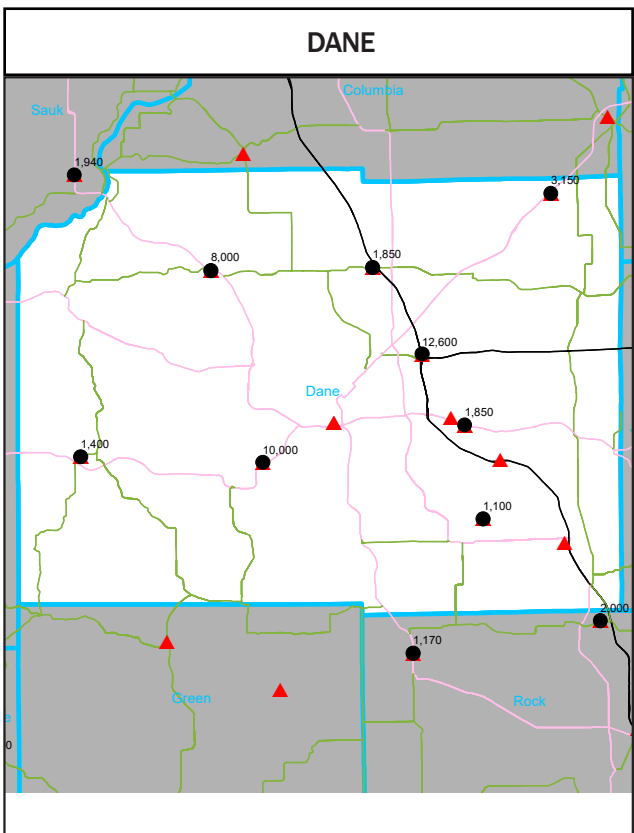 DANE
Columbia
Sauk
1,940
3,150
8,000
1,850
12,600
Dane
1,850
1,400
10,000
1,100
2,000
1,170
Green
Rock
e
0